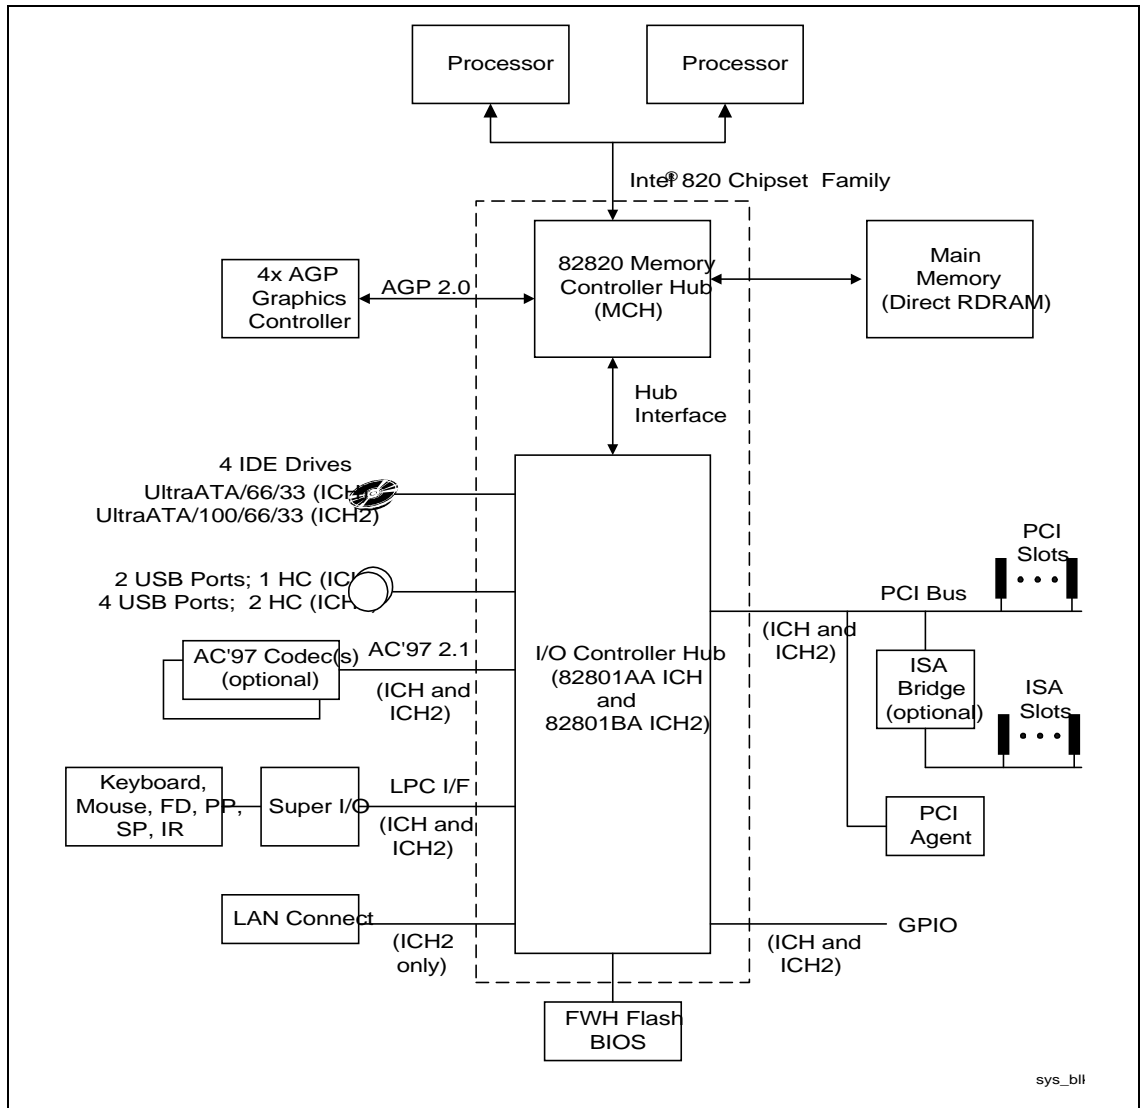 Processor
Processor
Intel® 820 Chipset Family
4x AGP
Graphics
Controller
AGP 2.0
82820 Memory
Controller Hub
(MCH)
Main
Memory
(Direct RDRAM)
Hub
Interface
4 IDE Drives
UltraATA/66/33 (ICH)
UltraATA/100/66/33 (ICH2)
2 USB Ports; 1 HC (ICH)
4 USB Ports; 2 HC (ICH2)
AC'97 Codec(s)
(optional)
AC'97 2.1
(ICH and
ICH2)
Keyboard,
Mouse, FD, PP,
SP, IR
Super I/O
LPC I/F
(ICH and
ICH2)
LAN Connect
(ICH2
only)
I/O Controller Hub
(82801AA ICH
and
82801BA ICH2)
PCI
Slots
PCI Bus
(ICH and
ICH2)
ISA
Bridge
(optional)
ISA
Slots
PCI
Agent
GPIO
(ICH and
ICH2)
FWH Flash
BIOS